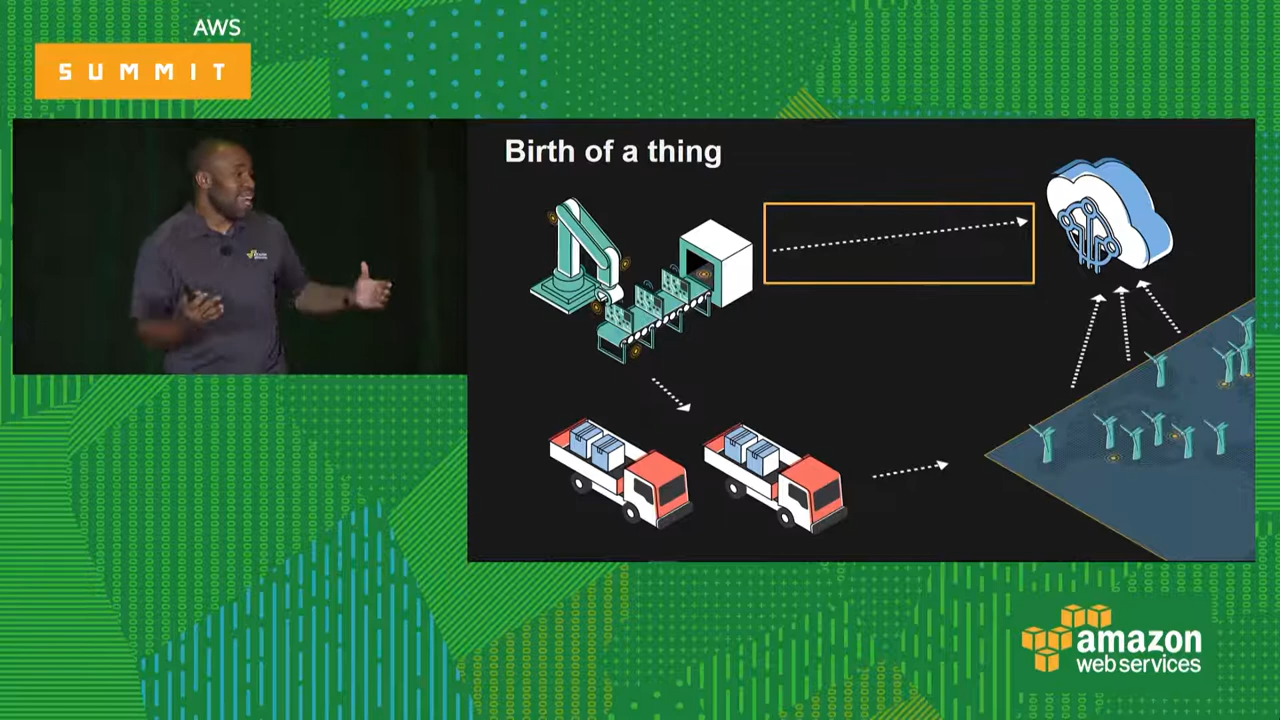 AWS
SUMMIT
Birth of a thing
amazon
web services